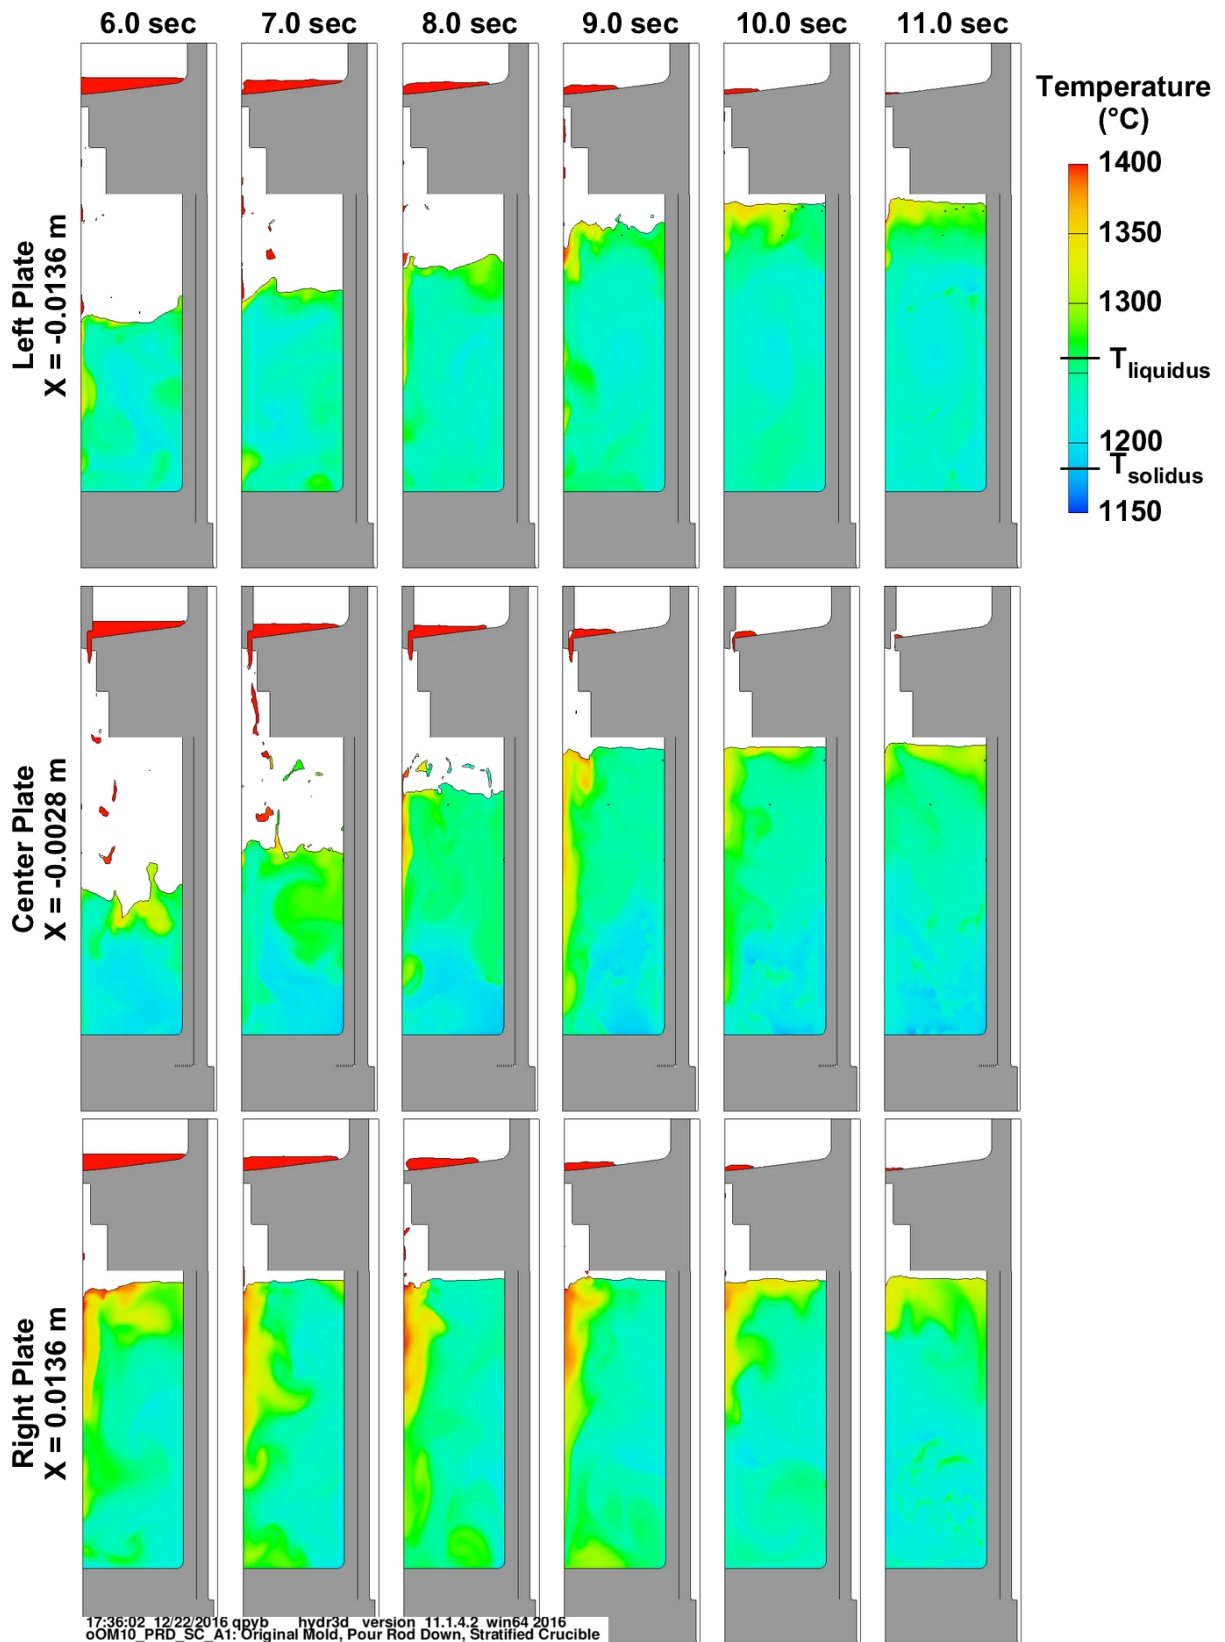 6.0 sec 7.0 sec 8.0 sec 9.0 sec 10.0 sec 11.0 sec
Temperature
(°C)
1400
1350
1300
T liquidus
1200
T solidus
1150
Left Plate
X = -0.0136 m
Center Plate
X = -0.0028 m
Right Plate
X = 0.0136 m
17:36:02 12/22/2016 qpyb hydr3d version 11.1.4.2 win64 2016
oOM10_PRD_SC_A1: Original Mold, Pour Rod Down, Stratified Crucible